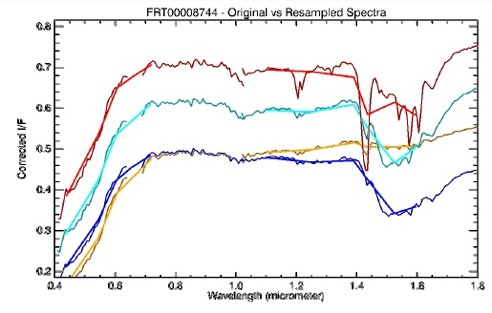 FRT00008744 - Original vs Resampled Spectra
0.8
0.7
0.6
0.5
0.4
0.3
0.2
Corrected I/F
0.4 0.6 0.8 1.0 1.2 1.4 1.6 1.8
Wavelength (micrometer)